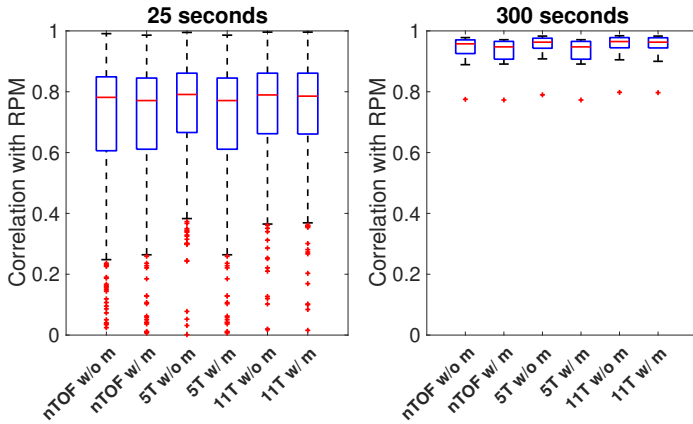 25 seconds
Correlation with RPM
1
0.8
0.6
0.4
0.2
0
nTOF w/o m
nTOF w/ m
5T w/o m
5T w/ m
11T w/o m
11T w/ m
300 seconds
Correlation with RPM
1
0.8
0.6
0.4
0.2
0
nTOF w/o m
nTOF w/ m
5T w/o m
5T w/ m
11T w/o m
11T w/ m